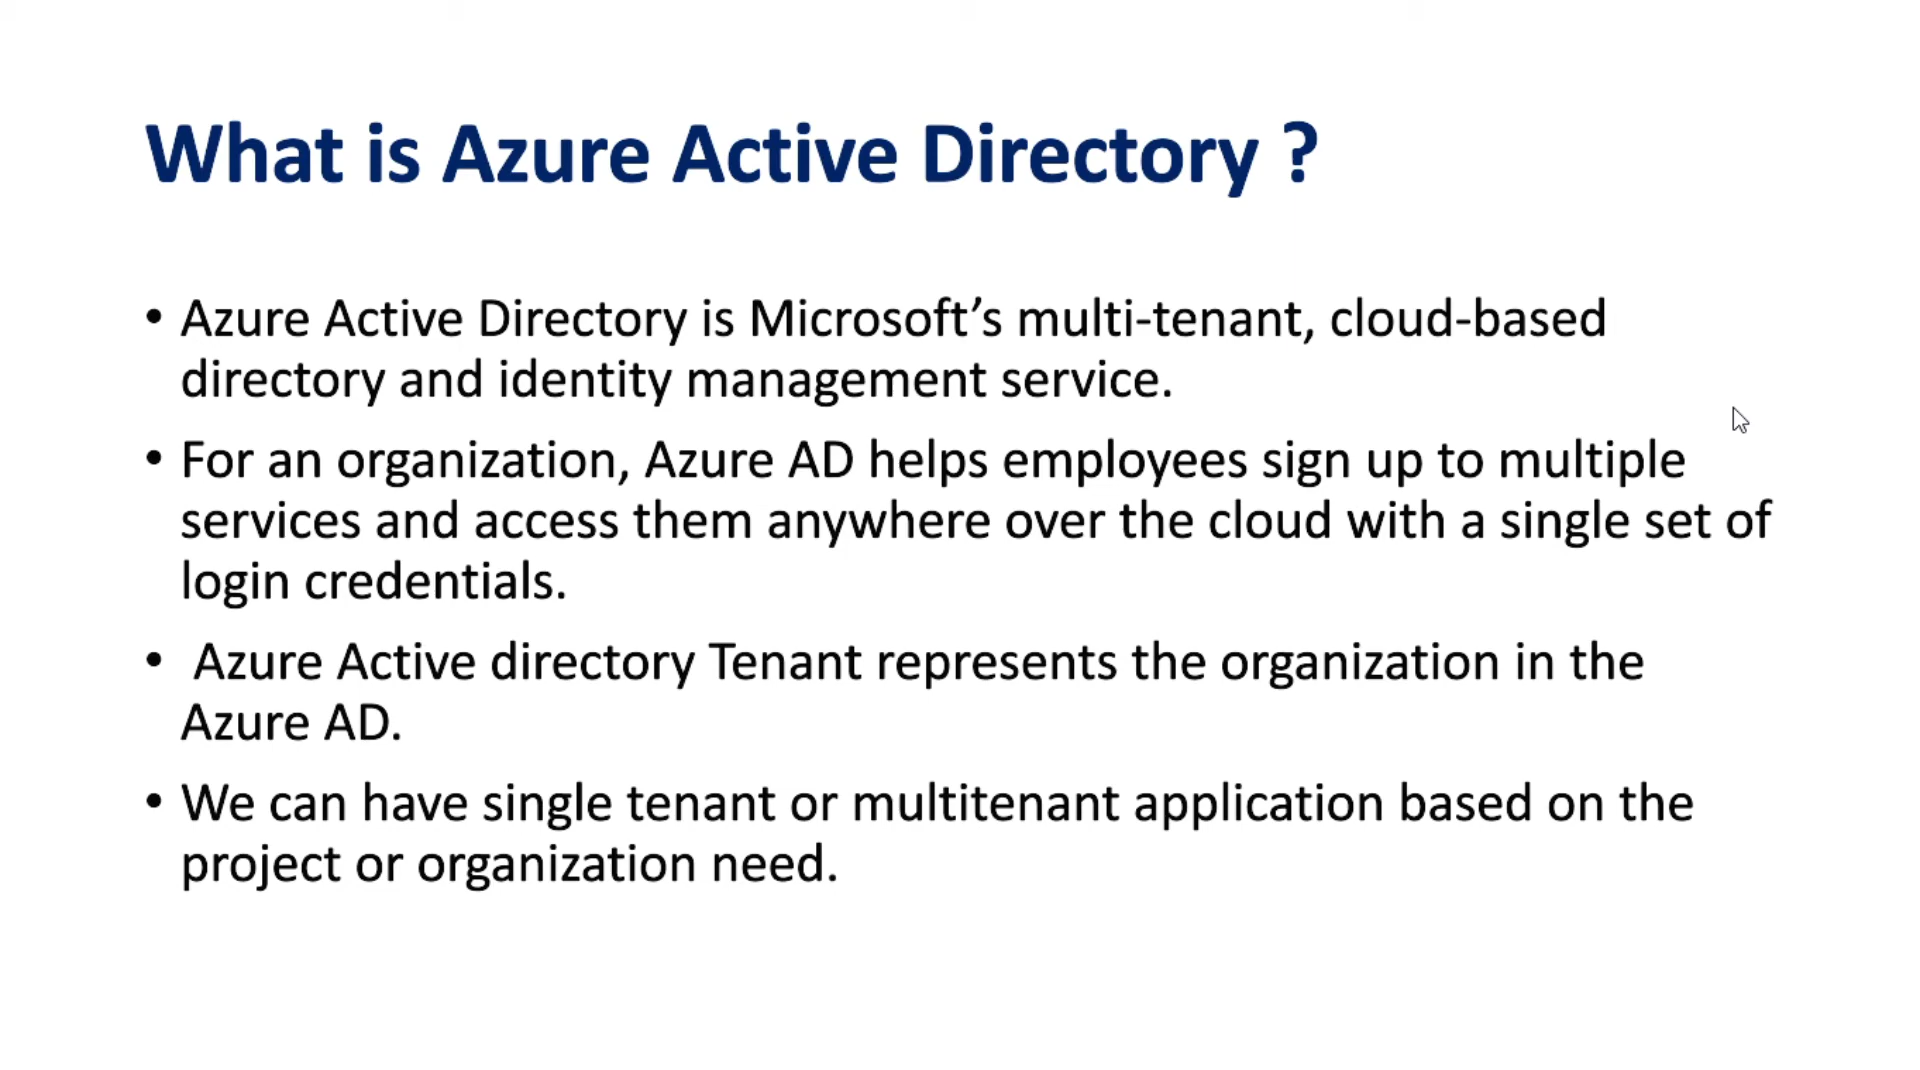 What is Azure Active Directory ?
• Azure Active Directory is Microsoft’s multi-tenant, cloud-based
directory and identity management service.
• For an organization, Azure AD helps employees sign up to multiple
services and access them anywhere over the cloud with a single set of
login credentials.
• Azure Active directory Tenant represents the organization in the
Azure AD.
• We can have single tenant or multitenant application based on the
project or organization need.